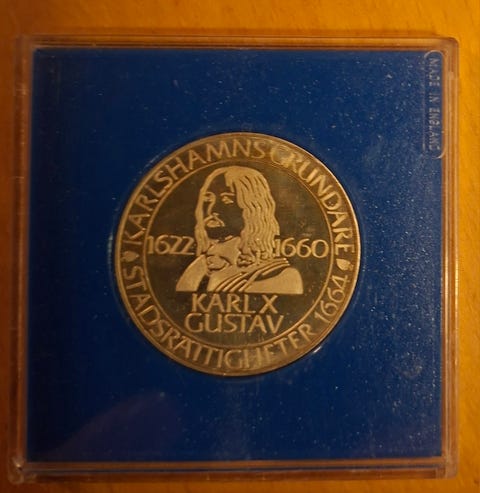 MADE IN ENGLAND
KARLSHAMNS GRUNDARE
1622 1660
KARL X
GUSTAV
STADSRÄTTIGHETER 1664